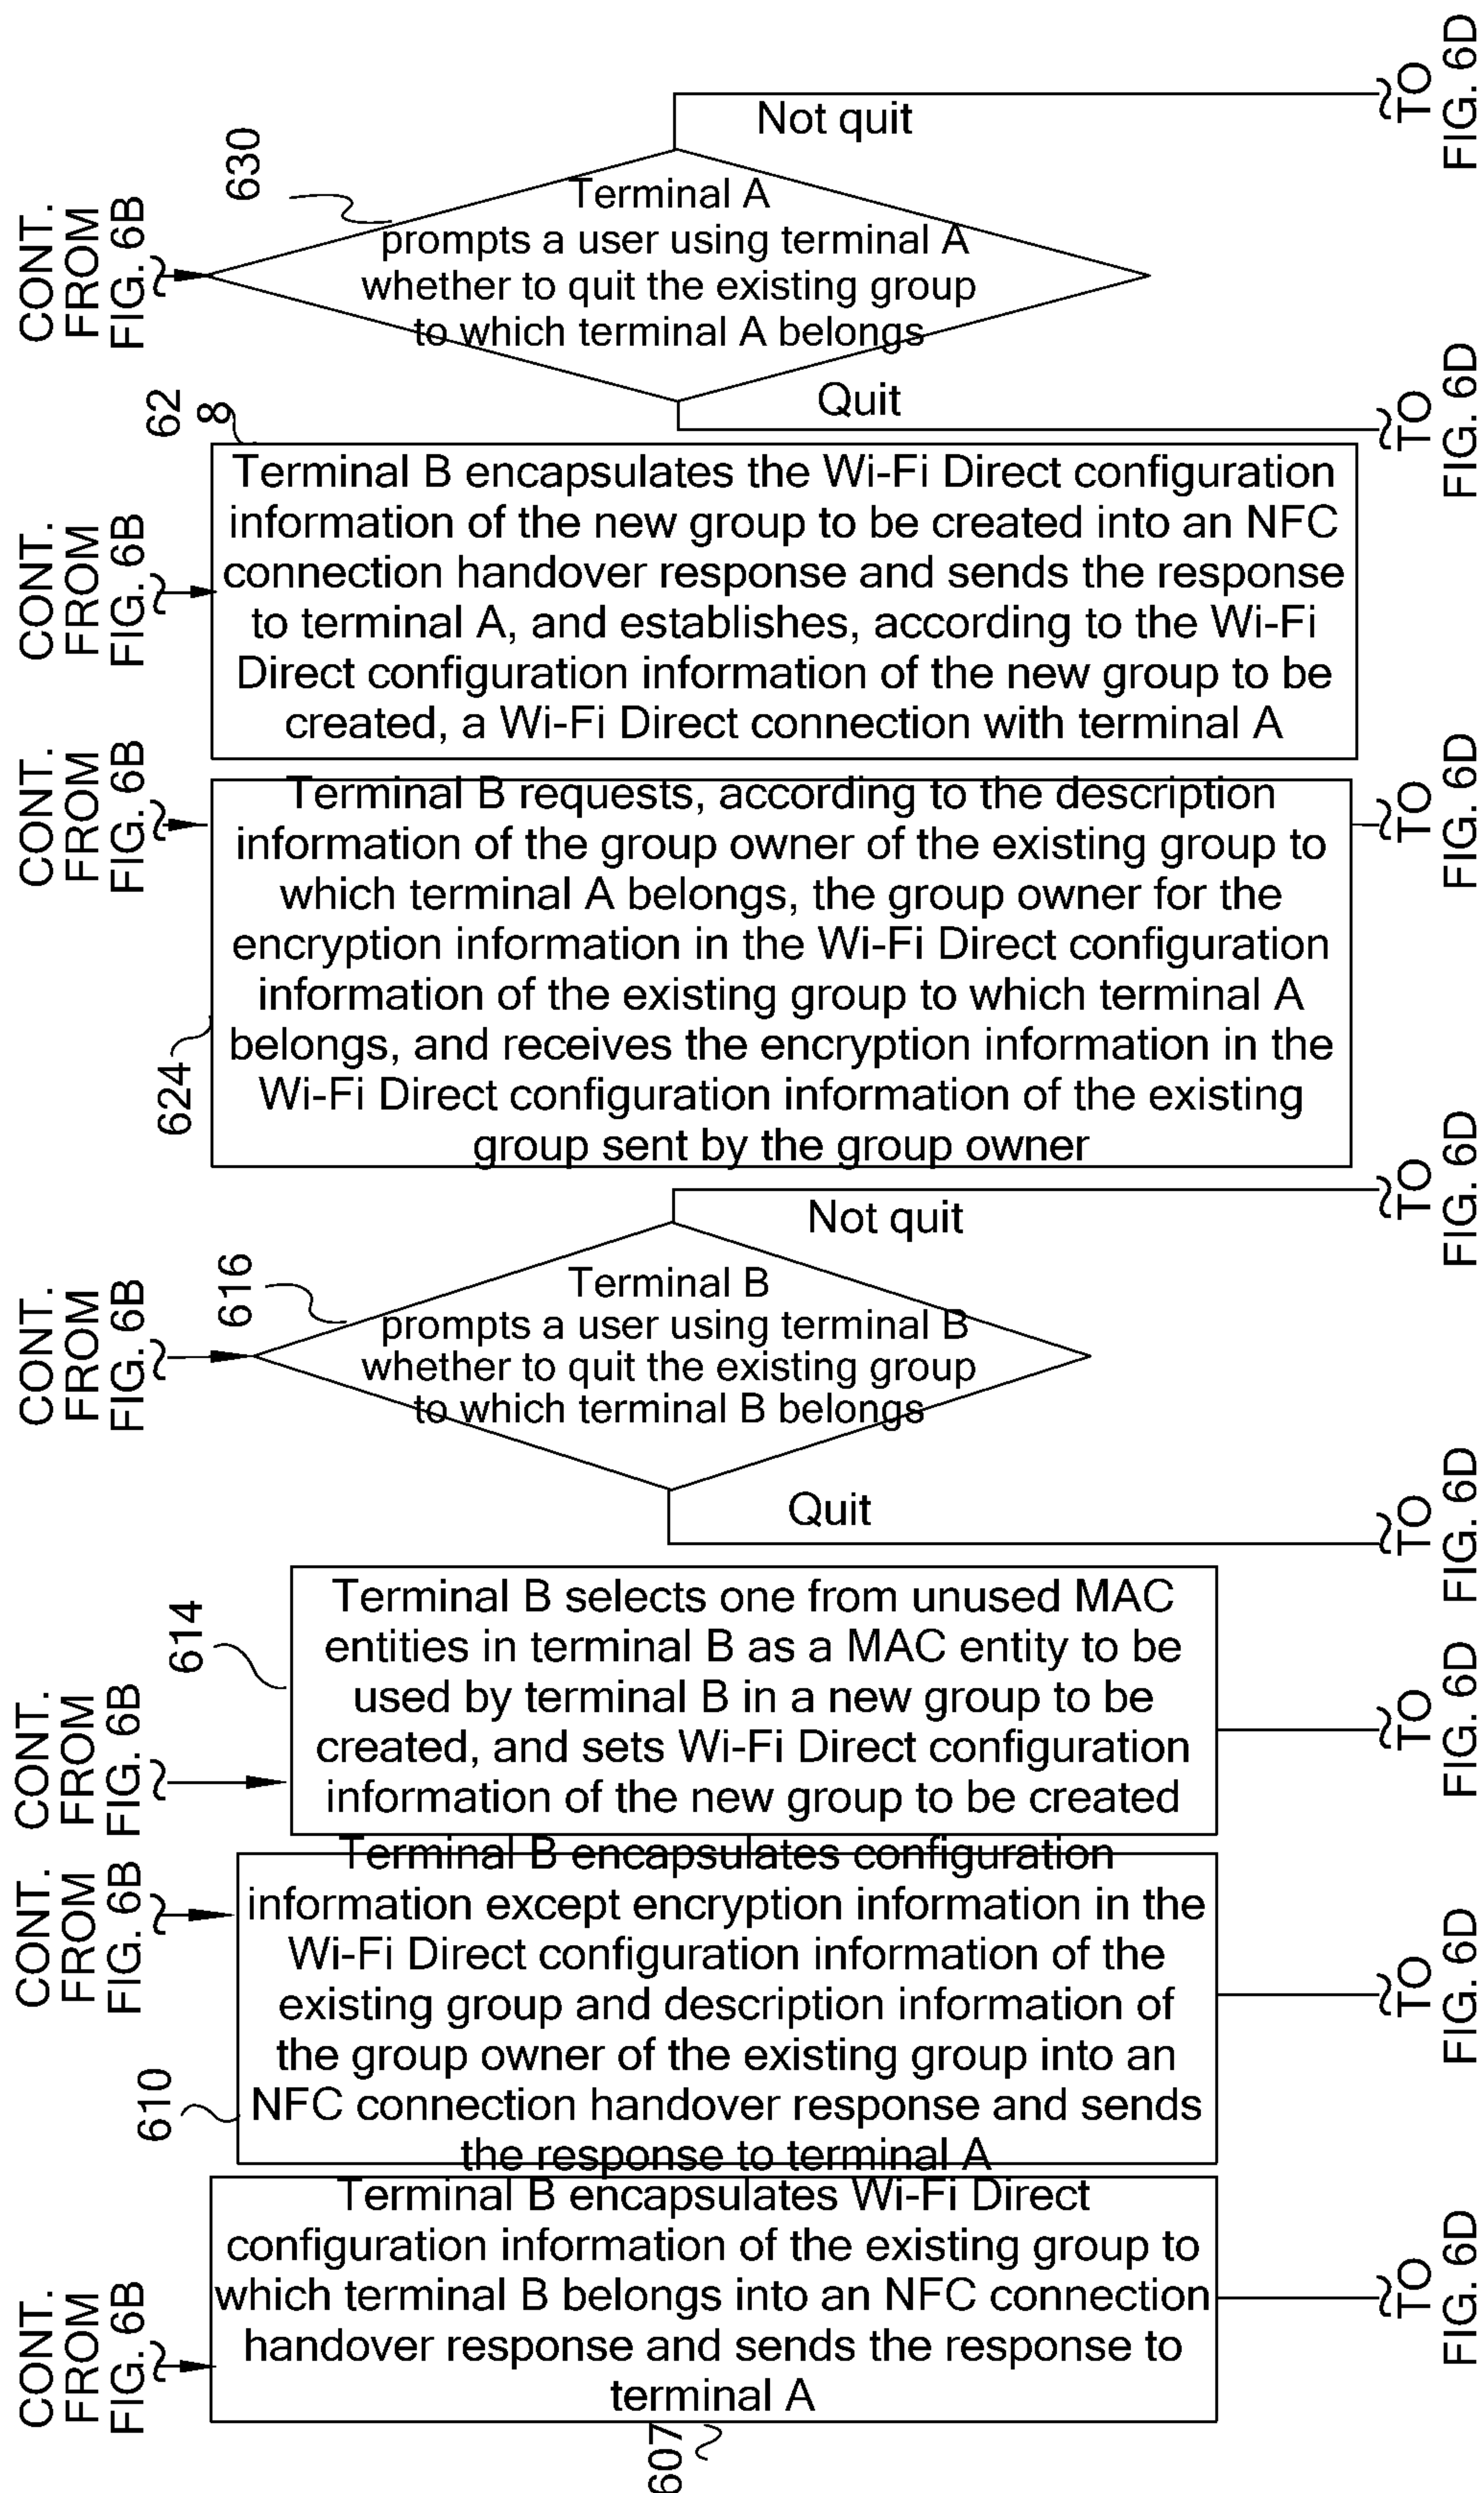 CONT.
FROM
FIG. 6B
630
Not quit
Terminal A
prompts a user using terminal A
whether to quit the existing group
to which terminal A belongs
Quit
TO
FIG. 6D
TO
FIG. 6D
CONT.
FROM
FIG. 6B
62
8
Terminal B encapsulates the Wi-Fi Direct configuration
information of the new group to be created into an NFC
connection handover response and sends the response
to terminal A, and establishes, according to the Wi-Fi
Direct configuration information of the new group to be
created, a Wi-Fi Direct connection with terminal A
CONT.
FROM
FIG. 6B
624
Terminal B requests, according to the description
information of the group owner of the existing group to
which terminal A belongs, the group owner for the
encryption information in the Wi-Fi Direct configuration
information of the existing group to which terminal A
belongs, and receives the encryption information in the
Wi-Fi Direct configuration information of the existing
group sent by the group owner
TO
FIG. 6D
CONT.
FROM
FIG. 6B
616
Not quit
Terminal B
prompts a user using terminal B
whether to quit the existing group
to which terminal B belongs
Quit
TO
FIG. 6D
TO
FIG. 6D
CONT.
FROM
FIG. 6B
614
Terminal B selects one from unused MAC
entities in terminal B as a MAC entity to be
used by terminal B in a new group to be
created, and sets Wi-Fi Direct configuration
information of the new group to be created
TO
FIG. 6D
CONT.
FROM
FIG. 6B
610
Terminal B encapsulates configuration
information except encryption information in the
Wi-Fi Direct configuration information of the
existing group and description information of
the group owner of the existing group into an
NFC connection handover response and sends
the response to terminal A
TO
FIG. 6D
CONT.
FROM
FIG. 6B
Terminal B encapsulates Wi-Fi Direct
configuration information of the existing group to
which terminal B belongs into an NFC connection
handover response and sends the response to
terminal A
607
TO
FIG. 6D